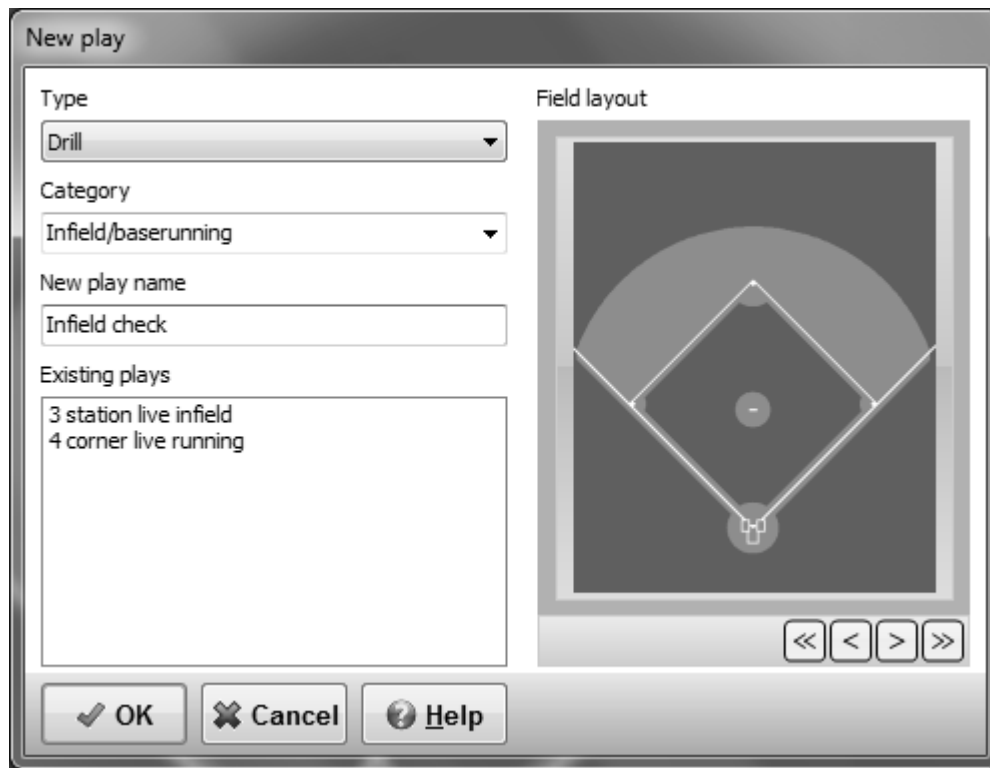 New play
Type
Drill
Category
Infield/baserunning
New play name
Infield check
Existing plays
3 station live infield
4 corner live running
Field layout
<< < > >>
OK Cancel Help